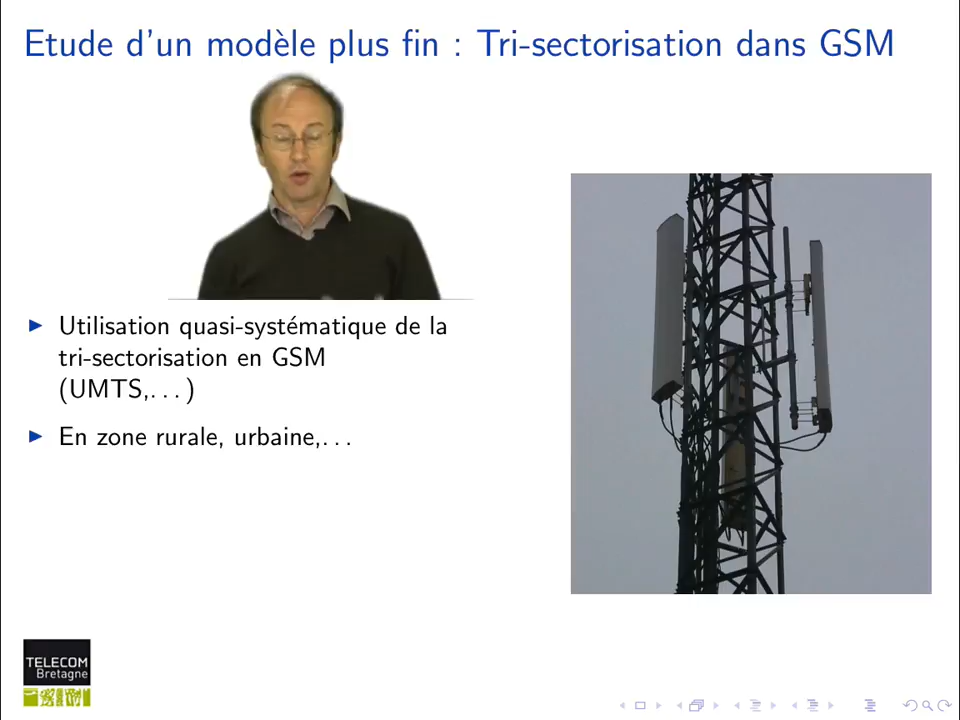 Etude d'un modèle plus fin : Tri-sectorisation dans GSM
Utilisation quasi-systématique de la
tri-sectorisation en GSM
(UMTS,...)
En zone rurale, urbaine,...
TELECOM
Bretagne